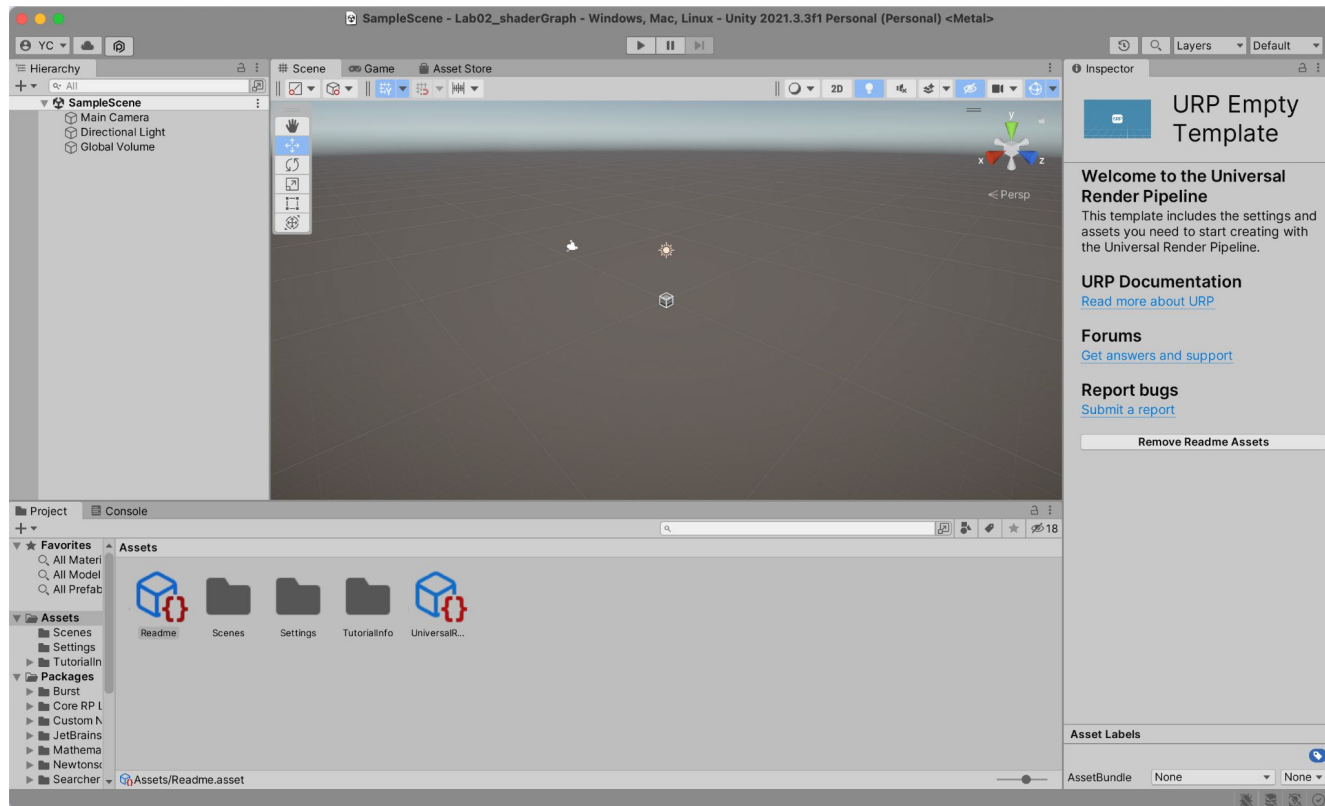 SampleScene - Lab02_shaderGraph - Windows, Mac, Linux - Unity 2021.3.3f1 Personal (Personal) <Metal>
YC
Layers
Default
Hierarchy
Scene
Game
Asset Store
Inspector
All
2D
SampleScene
Main Camera
Directional Light
Global Volume
y
x
z
Persp
URP
URP Empty
Template
Welcome to the Universal
Render Pipeline
This template includes the settings and
assets you need to start creating with
the Universal Render Pipeline.
URP Documentation
Read more about URP
Forums
Get answers and support
Report bugs
Submit a report
Remove Readme Assets
Project
Console
18
Favorites
All Materi
All Model
All Prefab
Assets
Scenes
Settings
TutorialIn
Packages
Burst
Core RP L
Custom N
JetBrains
Mathema
Newtonso
Searcher
Assets
Readme
Scenes
Settings
TutorialInfo
UniversalR...
Assets/Readme.asset
Asset Labels
AssetBundle
None
None